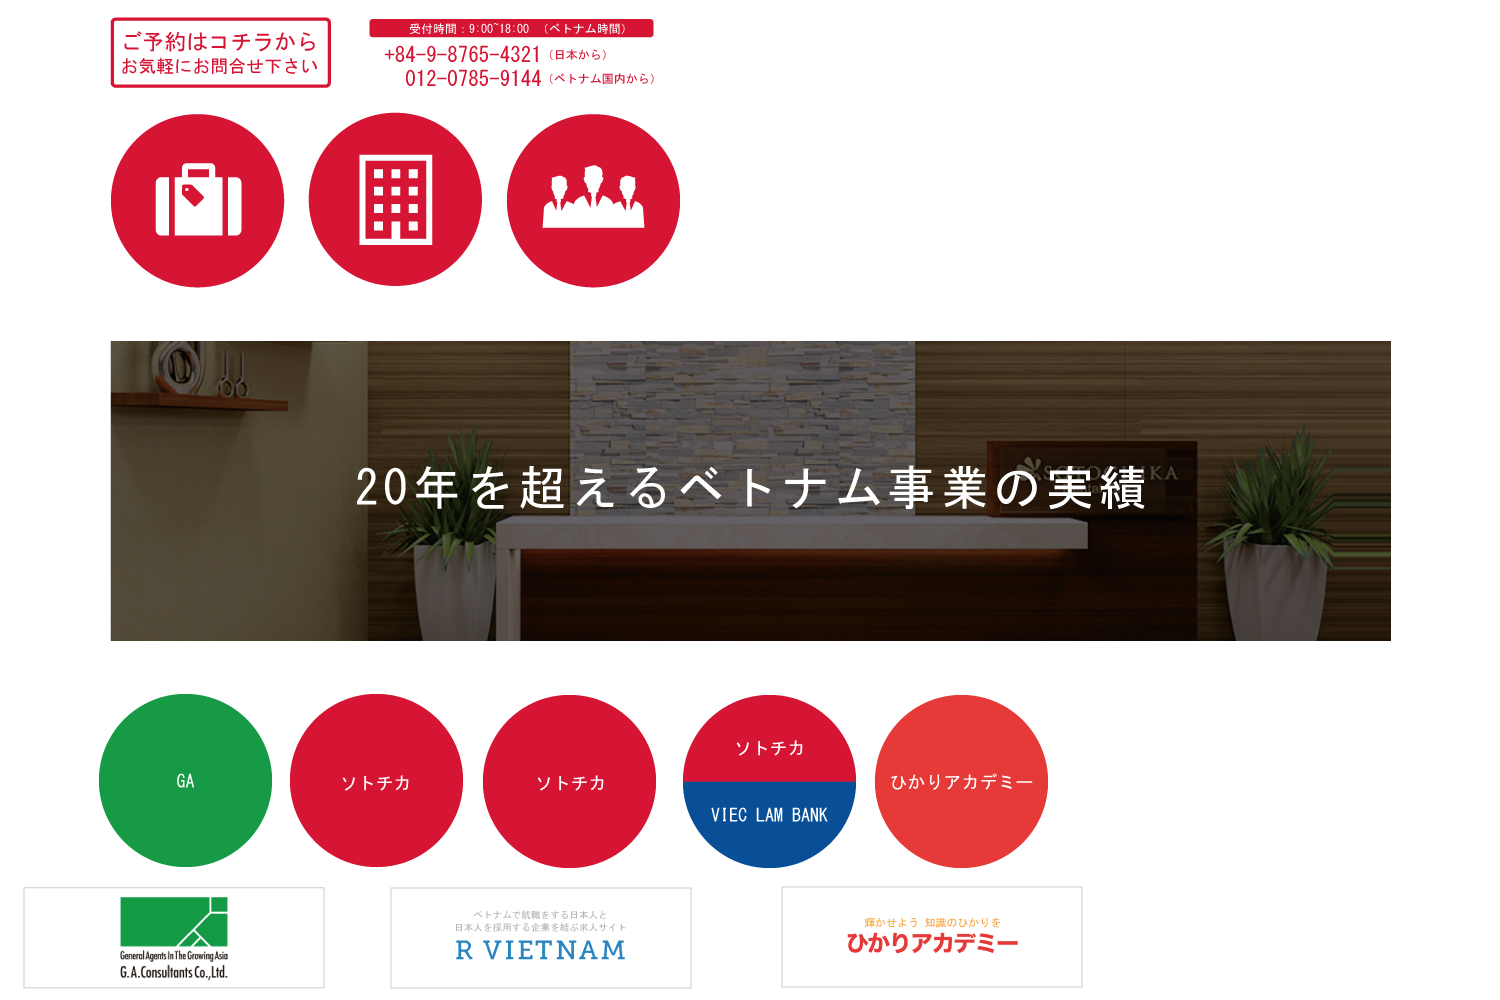 ご予約はコチラから
お気軽にお問合せ下さい
受付時間：9:00~18:00 （ベトナム時間）
+84-9-8765-4321（日本から）
012-0785-9144（ベトナム国内から）
20年を超えるベトナム事業の実績
GA
ソトチカ
ソトチカ
ソトチカ
VIEC LAM BANK
ひかりアカデミー
General Agents In The Growing Asia
G.A.Consultants Co.,Ltd.
ベトナムで就職をする日本人と
日本人を採用する企業を結ぶ求人サイト
R VIETNAM
輝かせよう 知識のひかりを
ひかりアカデミー